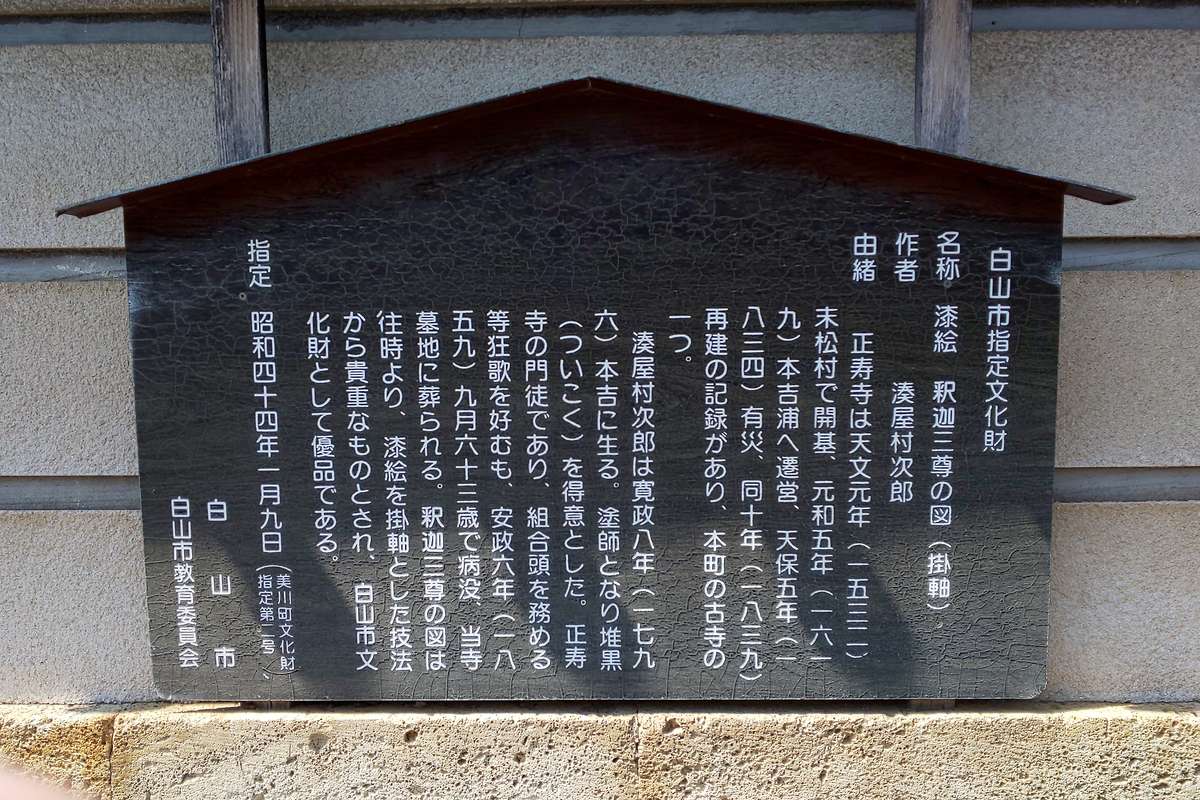 白山市指定文化財
名称　漆絵　釈迦三尊の図（掛軸）
作者　　　　湊屋村次郎
由緒
正寿寺は天文元年（一五三二）
末松村で開基、元和五年（一六一
九）本吉浦へ遷営、天保五年（一
八三四）有災、同十年（一八三九）
再建の記録があり、本町の古寺の
一つ。
湊屋村次郎は寛政八年（一七九
六）本吉に生る。塗師となり堆黒
（ついこく）を得意とした。正寿
寺の門徒であり、組合頭を務める
等狂歌を好むも、安政六年（一八
五九）九月六十三歳で病没、当寺
墓地に葬られる。釈迦三尊の図は
往時より、漆絵を掛軸とした技法
から貴重なものとされ、白山市文
化財として優品である。
指定　昭和四十四年一月九日（美川町文化財
指定第二号）
白山市
白山市教育委員会